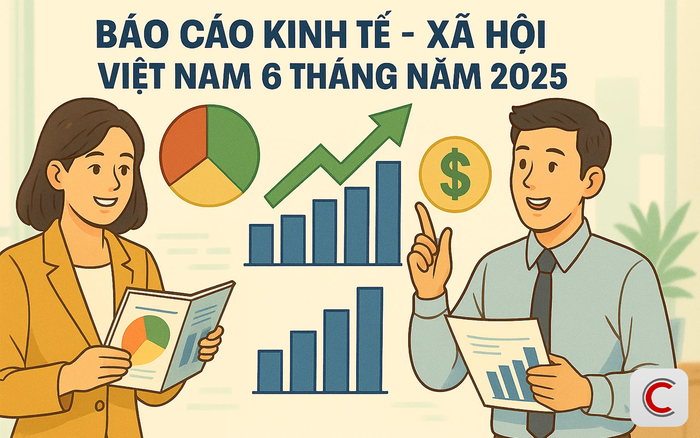 BÁO CÁO KINH TẾ - XÃ HỘI
VIỆT NAM 6 THÁNG NĂM 2025
$
C